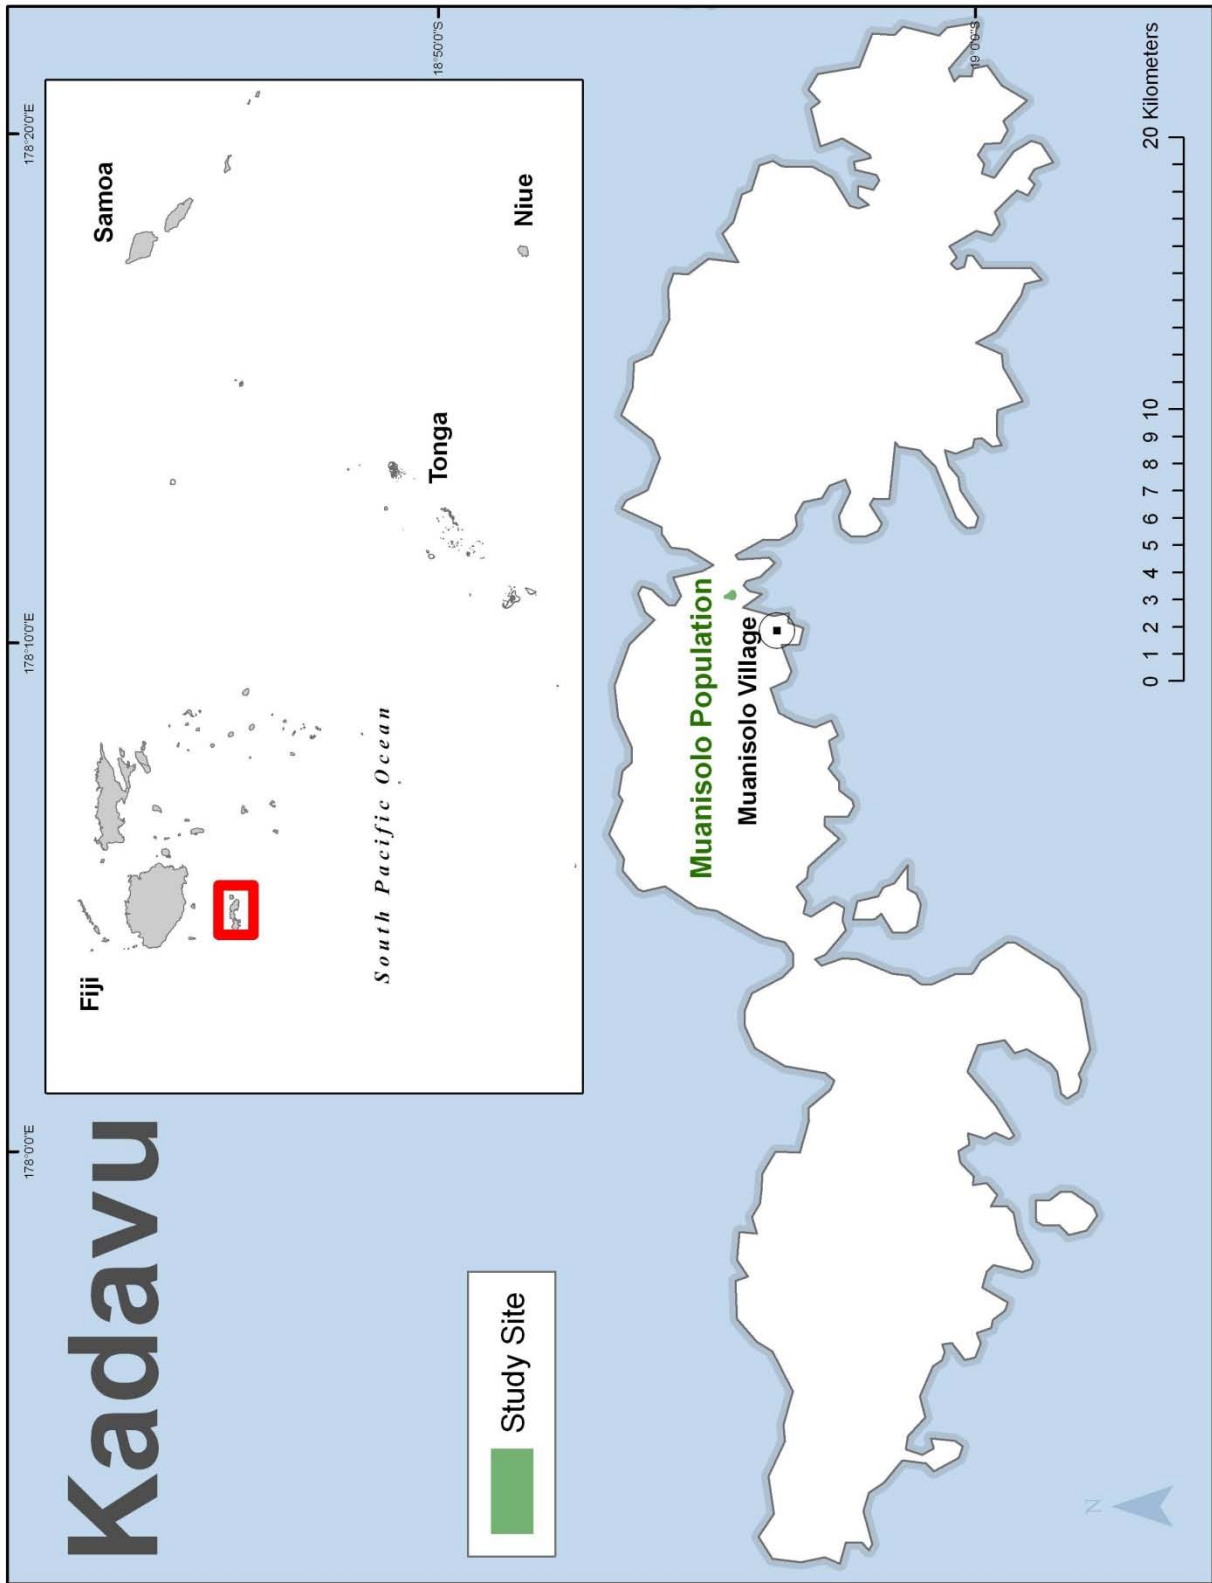 Kadavu
178°0'0"E
178°10'0"E
178°20'0"E
18°50'0"S
19°0'0"S
Fiji
Samoa
Tonga
Niue
South Pacific Ocean
Study Site
Muanisolo Population
Muanisolo Village
N
0 1 2 3 4 5 6 7 8 9 10 20 Kilometers